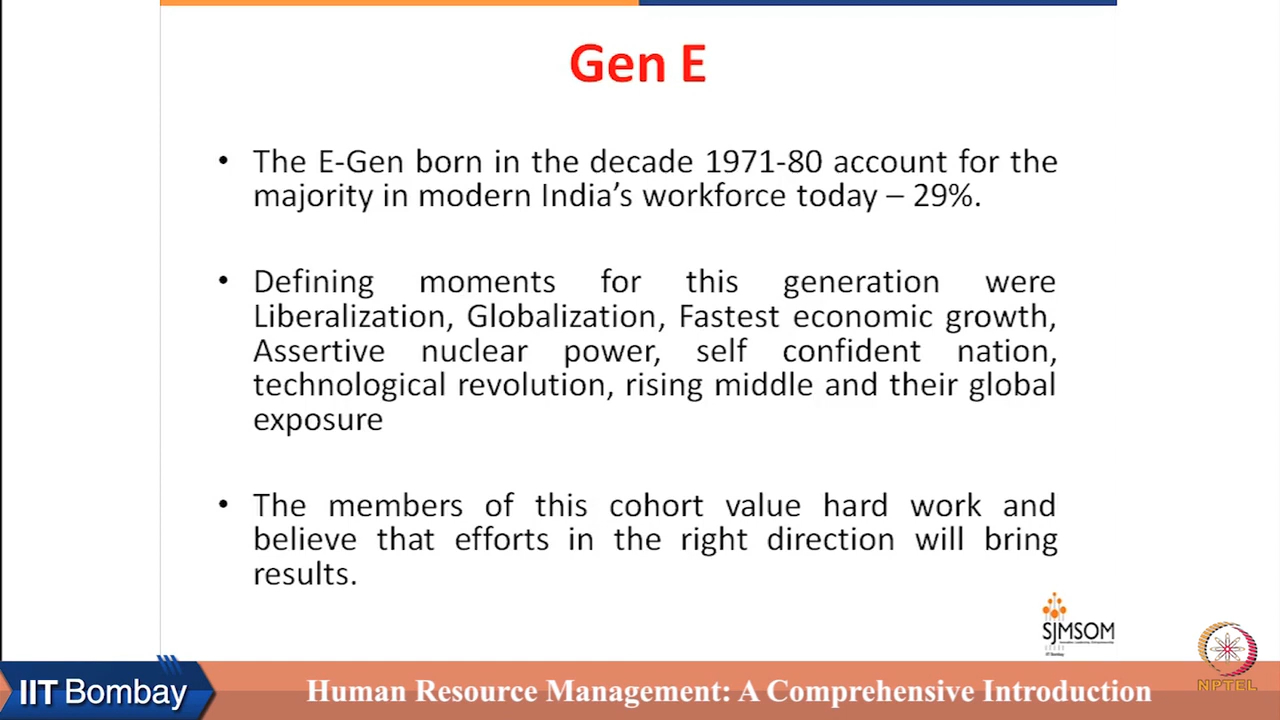 Gen E
• The E-Gen born in the decade 1971-80 account for the
majority in modern India’s workforce today – 29%.
• Defining moments for this generation were
Liberalization, Globalization, Fastest economic growth,
Assertive nuclear power, self confident nation,
technological revolution, rising middle and their global
exposure
• The members of this cohort value hard work and
believe that efforts in the right direction will bring
results.
SJMSOM
IIT Bombay
NPTEL
IIT Bombay
Human Resource Management: A Comprehensive Introduction